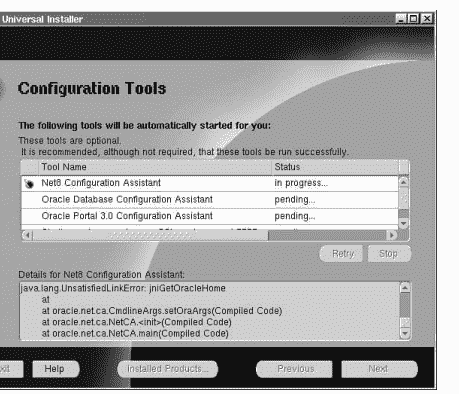 Universal Installer
Configuration Tools
The following tools will be automatically started for you:
These tools are optional.
It is recommended, although not required, that these tools be run successfully.
Tool Name Status
Net8 Configuration Assistant in progress...
Oracle Database Configuration Assistant pending...
Oracle Portal 3.0 Configuration Assistant pending...
Retry Stop
Details for Net8 Configuration Assistant:
java.lang.UnsatisfiedLinkError: jniGetOracleHome
at
at oracle.net.ca.CmdlineArgs.setOraArgs(Compiled Code)
at oracle.net.ca.NetCA.<init>(Compiled Code)
at oracle.net.ca.NetCA.main(Compiled Code)
xit Help Installed Products... Previous Next